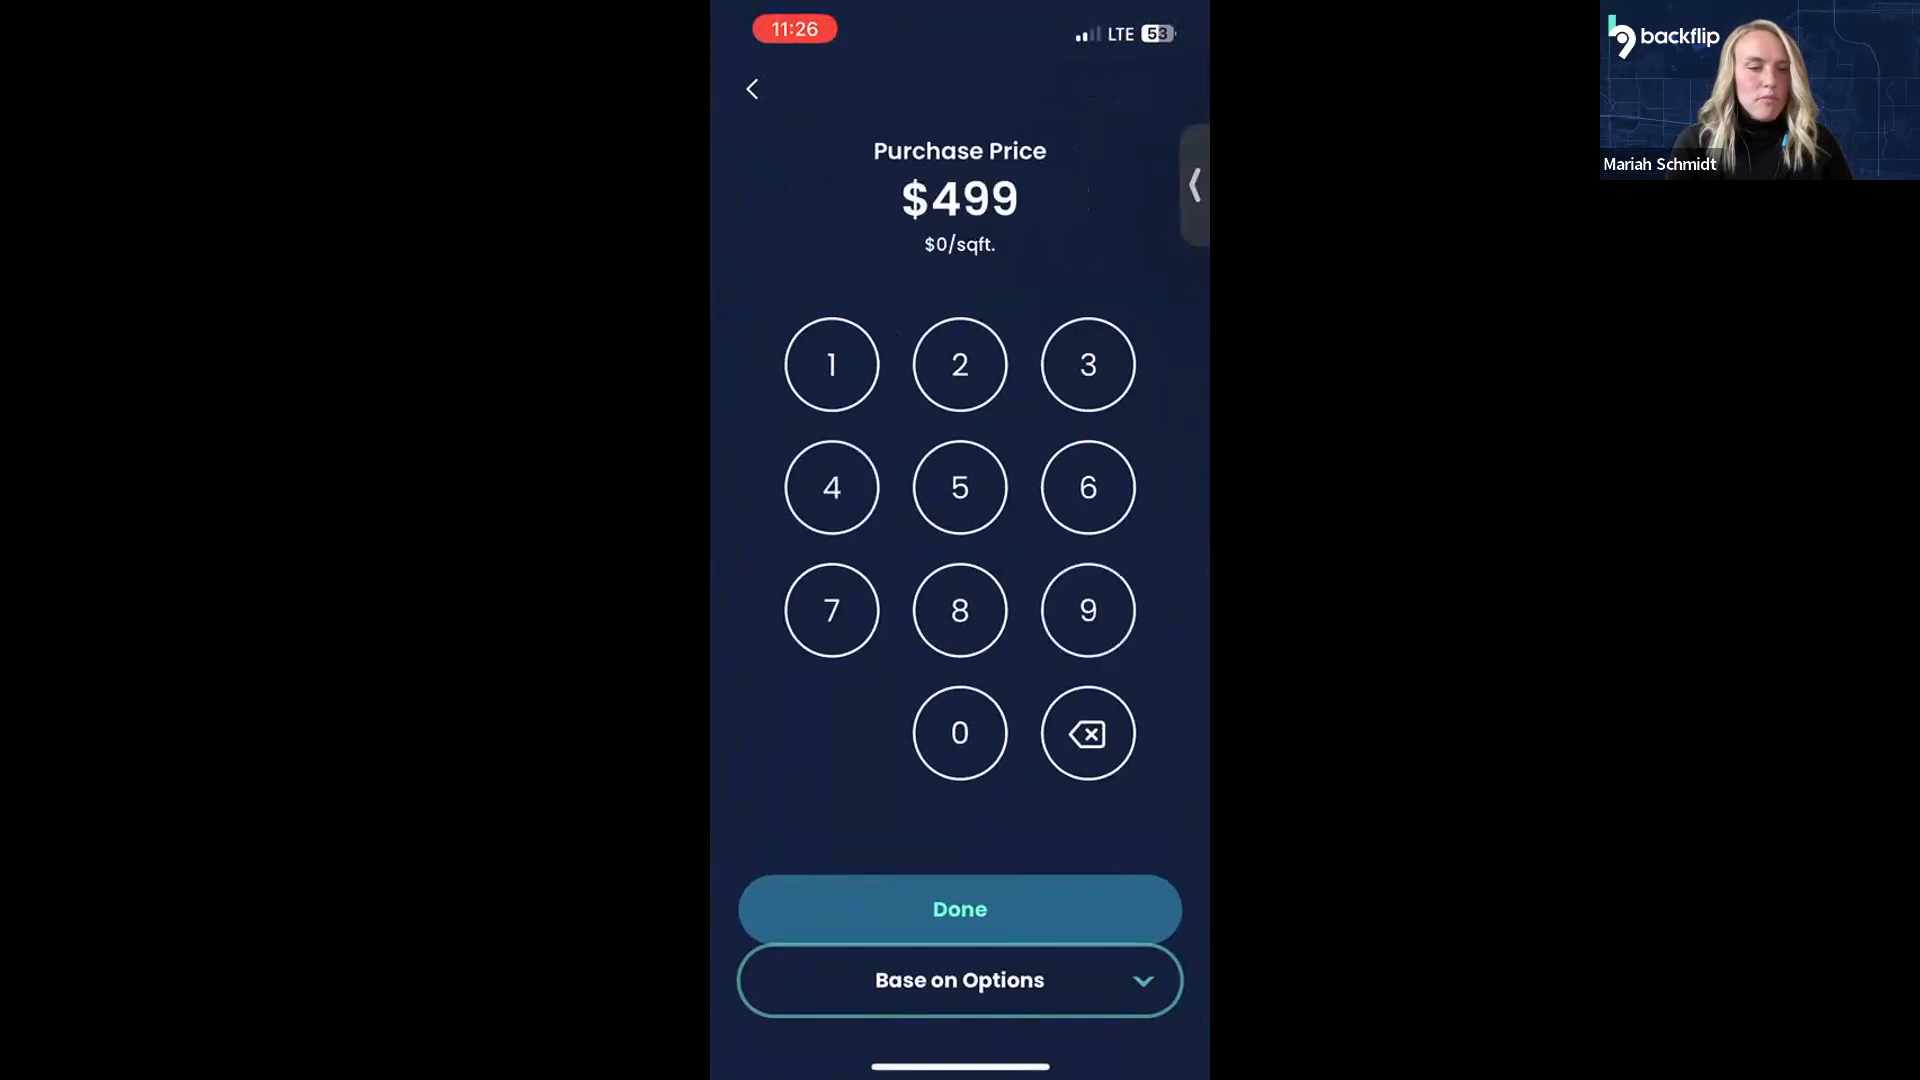 11:26
LTE 53
Purchase Price
$499
$0/sqft.
1 2 3
4 5 6
7 8 9
0
Done
Base on Options
backflip
Mariah Schmidt